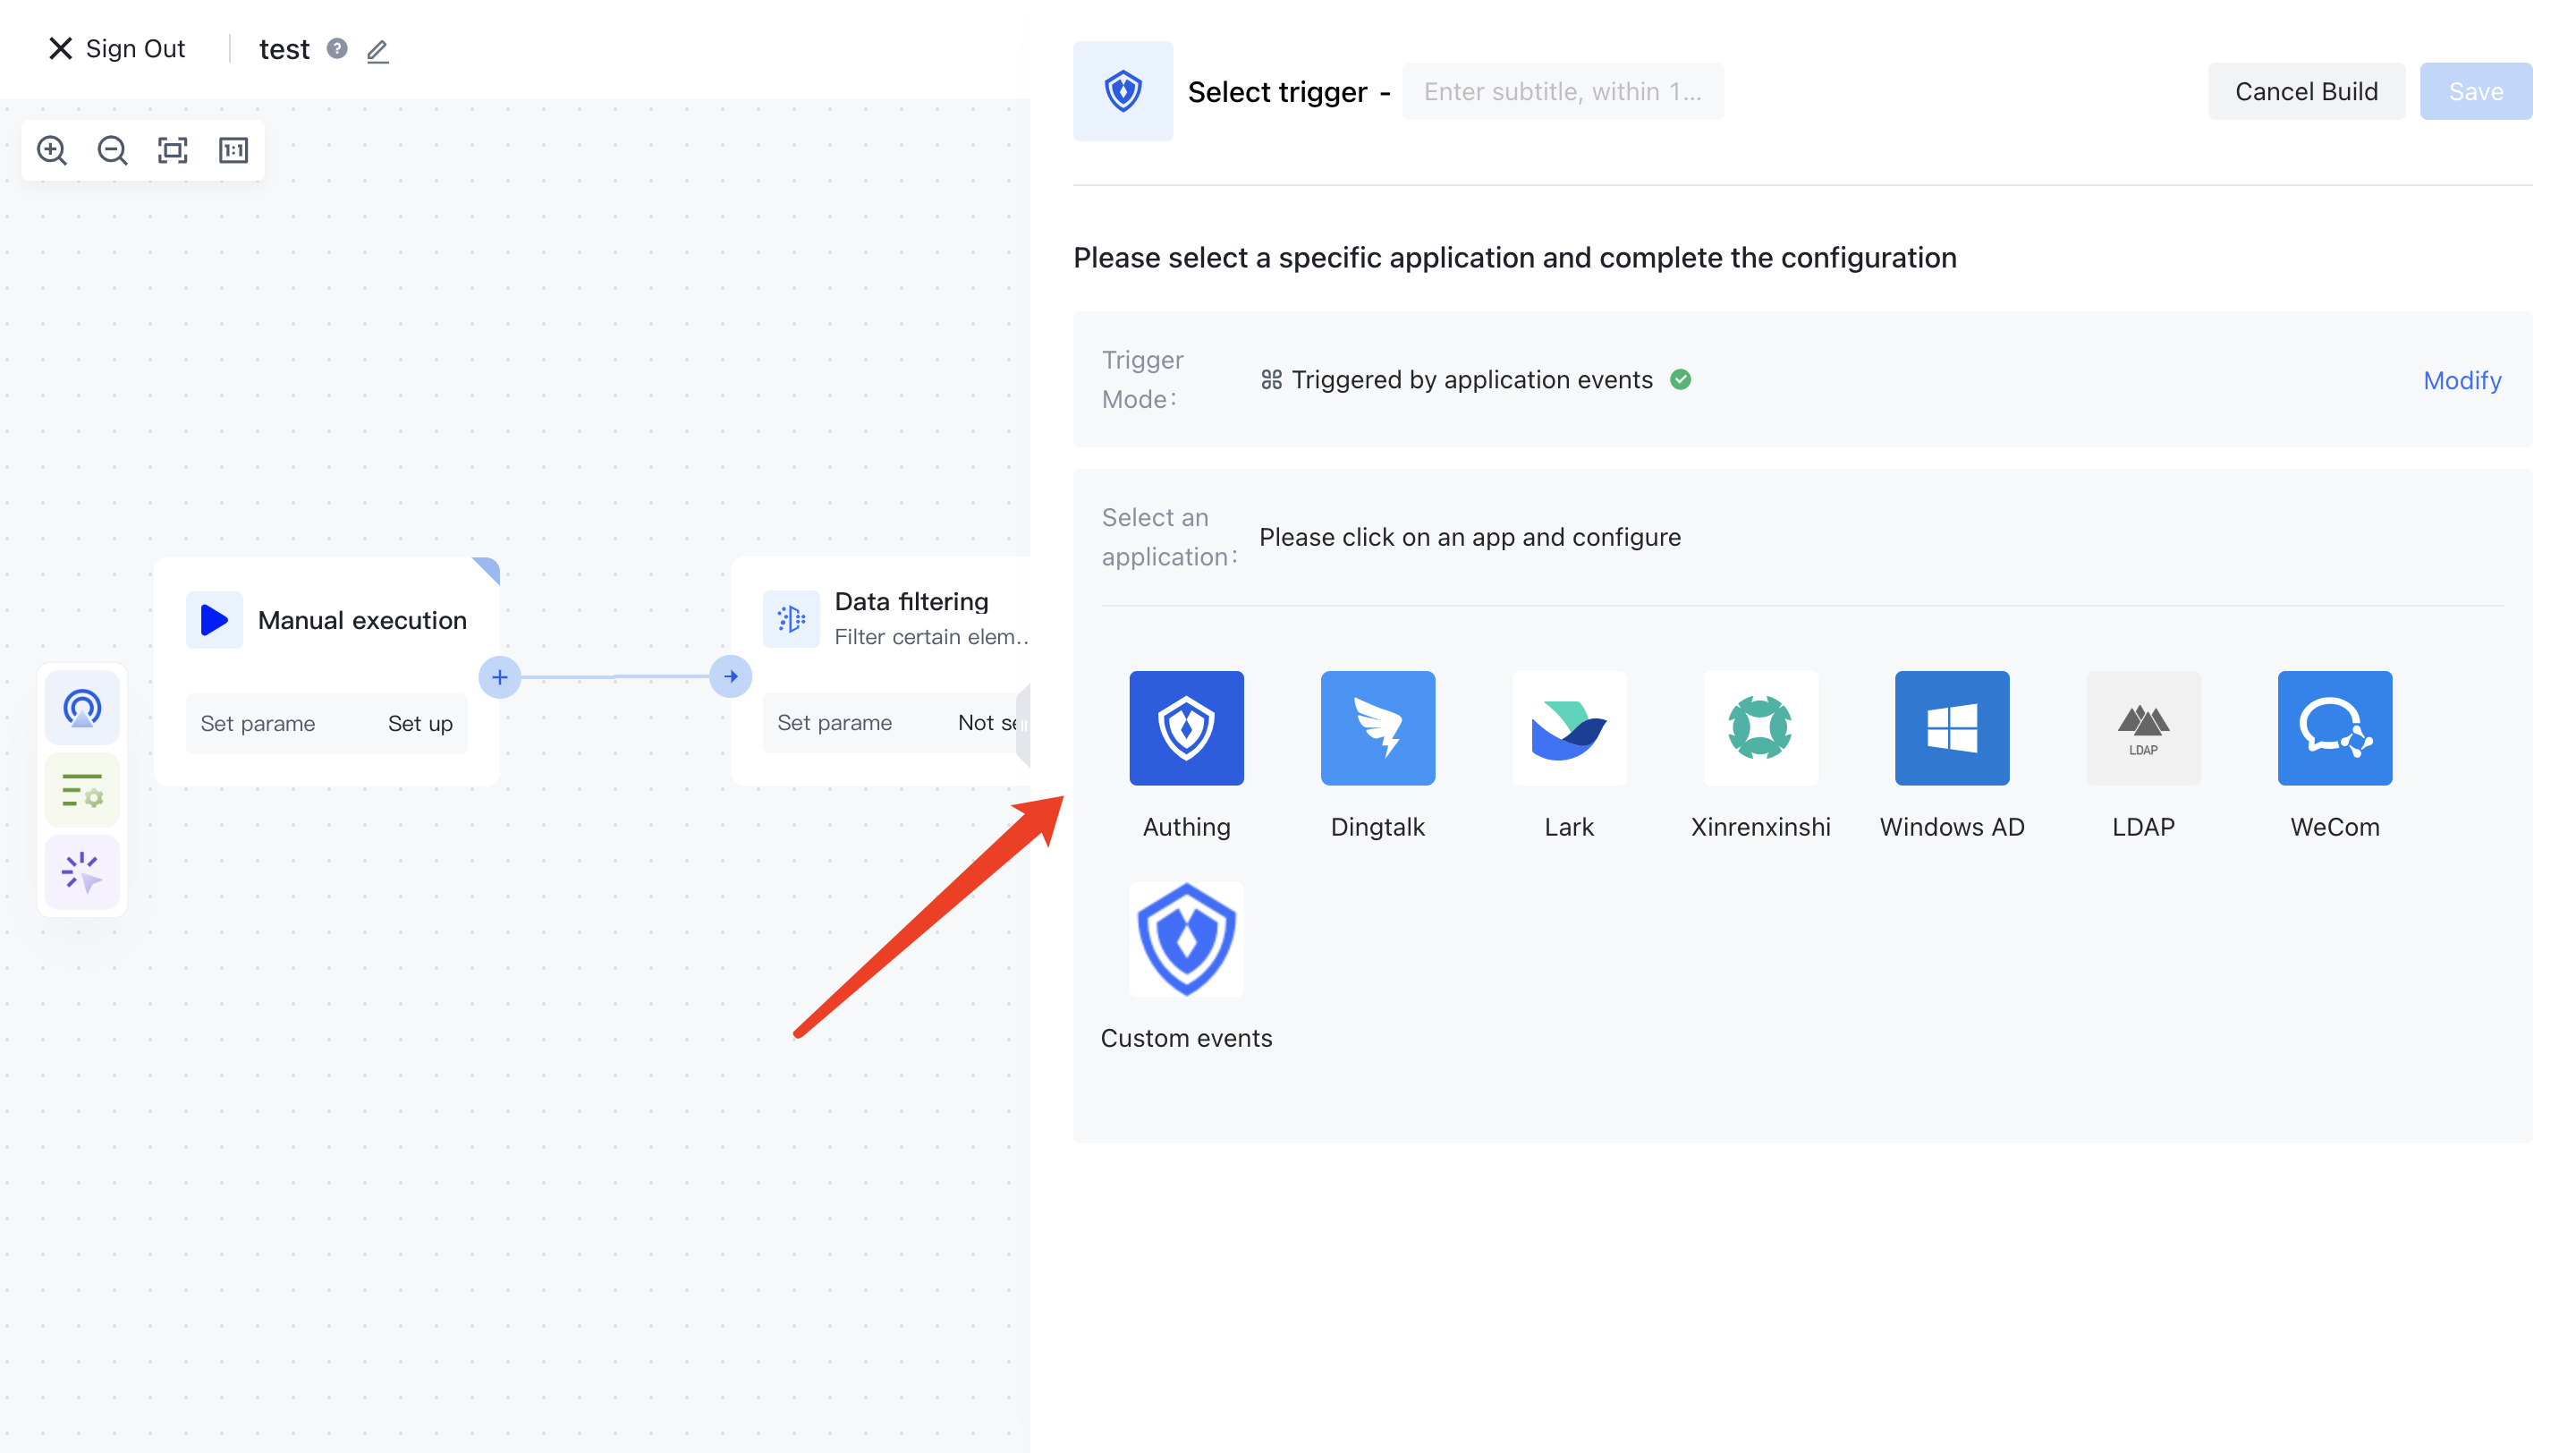 Sign Out
test
Select trigger -
Enter subtitle, within 1...
Cancel Build
Save
1:1
Please select a specific application and complete the configuration
Trigger
Mode:
Triggered by application events
Modify
Select an
application:
Please click on an app and configure
Manual execution
Set parame
Set up
Data filtering
Filter certain elem..
Set parame
Not se
LDAP
Authing
Dingtalk
Lark
Xinrenxinshi
Windows AD
LDAP
WeCom
Custom events